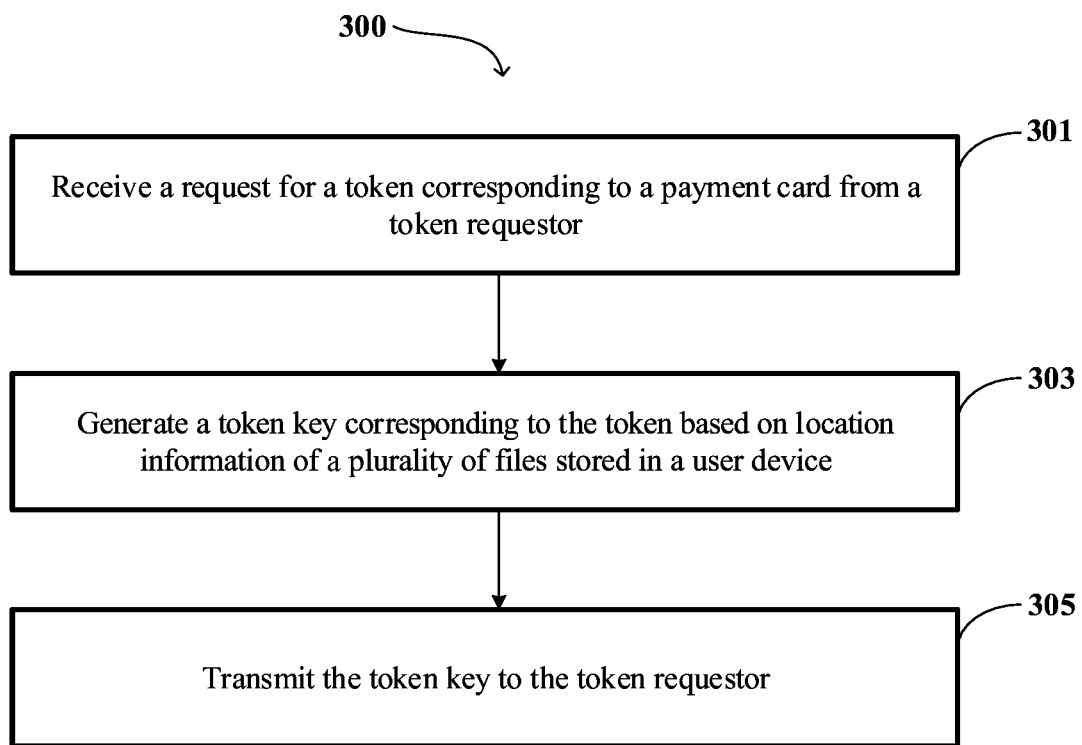 300
301
Receive a request for a token corresponding to a payment card from a
token requestor
303
Generate a token key corresponding to the token based on location
information of a plurality of files stored in a user device
305
Transmit the token key to the token requestor